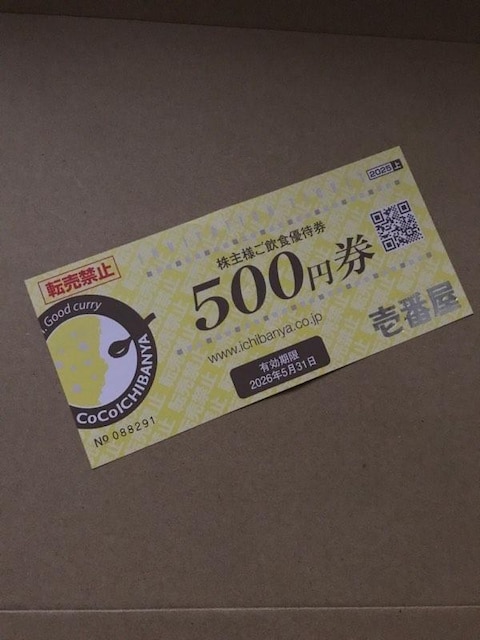 2025上
転売禁止
株主様ご飲食優待券
500円券
Good curry
CoCoICHIBANYA
www.ichibanya.co.jp
壱番屋
有効期限
2026年5月31日
No 088291